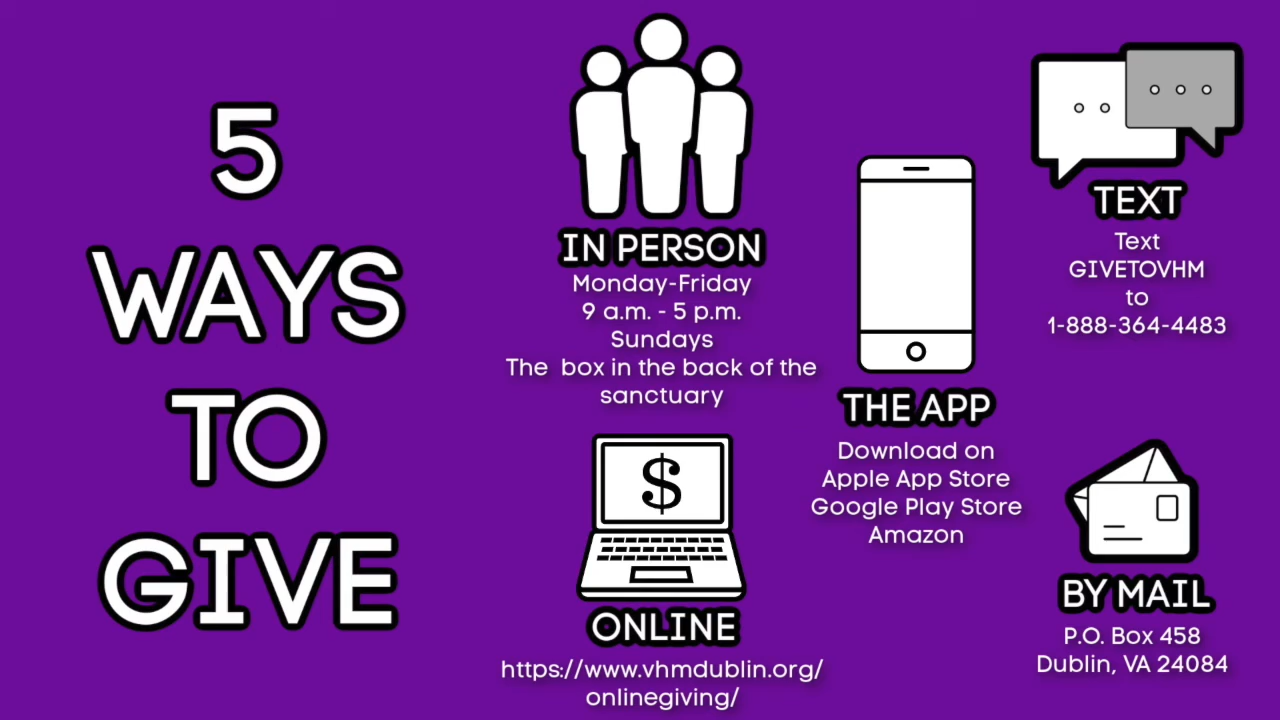 5
WAYS
TO
GIVE
IN PERSON
Monday-Friday
9 a.m. - 5 p.m.
Sundays
The  box in the back of the
sanctuary
ONLINE
https://www.vhmdublin.org/
onlinegiving/
THE APP
Download on
Apple App Store
Google Play Store
Amazon
TEXT
Text
GIVETOVHM
to
1-888-364-4483
BY MAIL
P.O. Box 458
Dublin, VA 24084
$